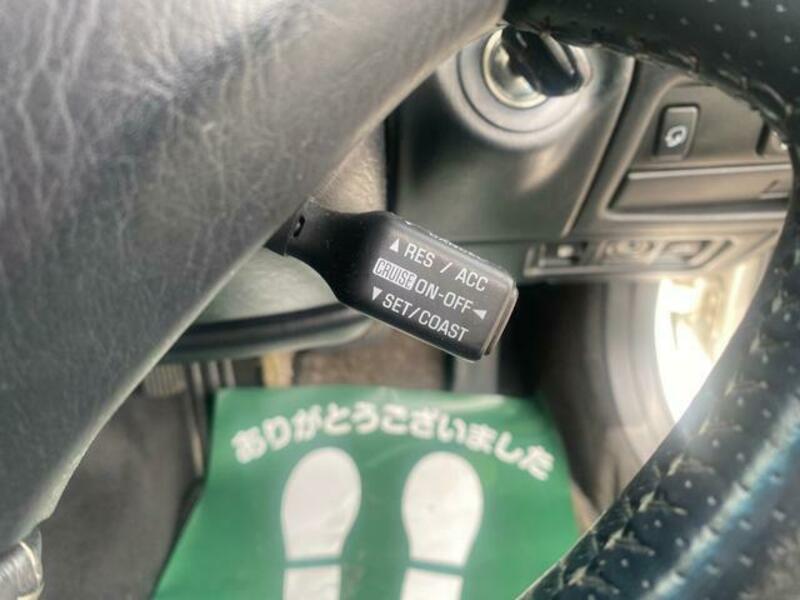 ▲RES / ACC
CRUISE ON-OFF◀
▼SET/COAST
ありがとうございました